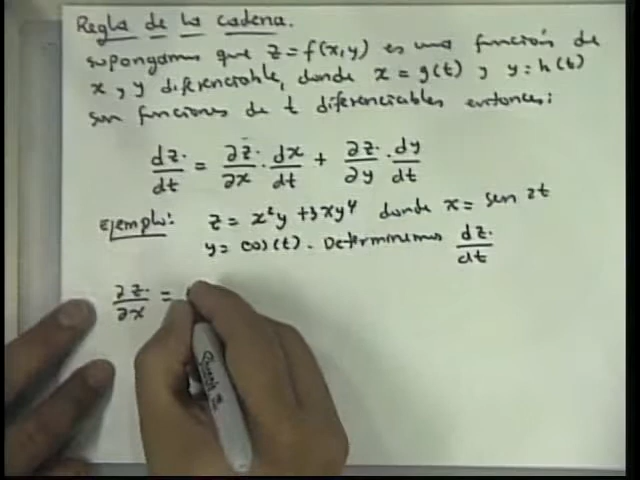 Regla de la cadena.
supongamos que z = f(x,y) es una función de
x, y diferenciable, donde x = g(t) y y = h(t)
son funciones de t diferenciables entonces:
dz/dt = ∂z/∂x · dx/dt + ∂z/∂y · dy/dt
Ejemplo: z = x²y + 3xy⁴ donde x = sen 2t
y = cos(t). Determinemos dz/dt
∂z/∂x =